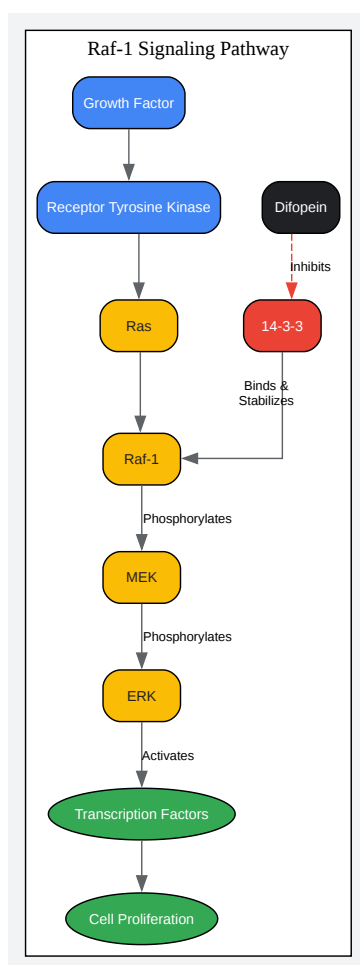 Raf-1 Signaling Pathway
Growth Factor
Receptor Tyrosine Kinase
Difopein
Inhibits
Ras
14-3-3
Binds &
Stabilizes
Raf-1
Phosphorylates
MEK
Phosphorylates
ERK
Activates
Transcription Factors
Cell Proliferation